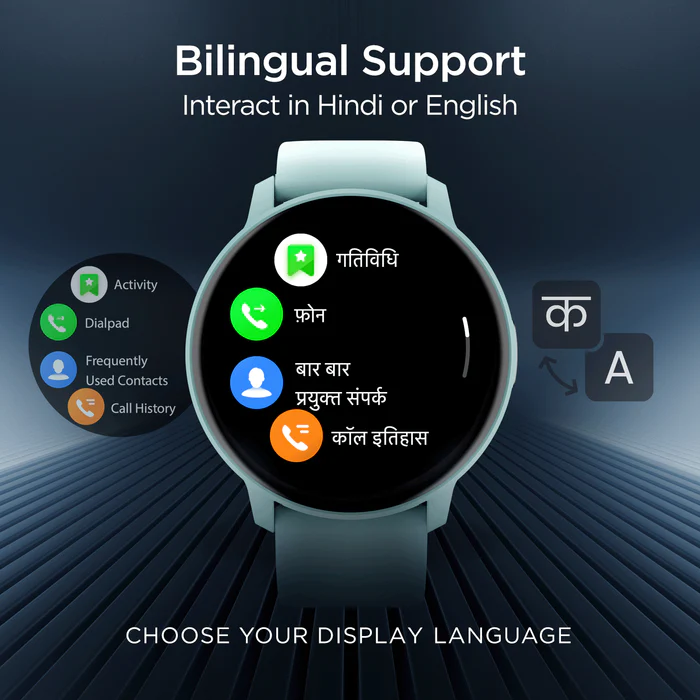 Bilingual Support
Interact in Hindi or English
Activity
Dialpad
Frequently
Used Contacts
Call History
गतिविधि
फ़ोन
बार बार
प्रयुक्त संपर्क
कॉल इतिहास
क
A
CHOOSE YOUR DISPLAY LANGUAGE